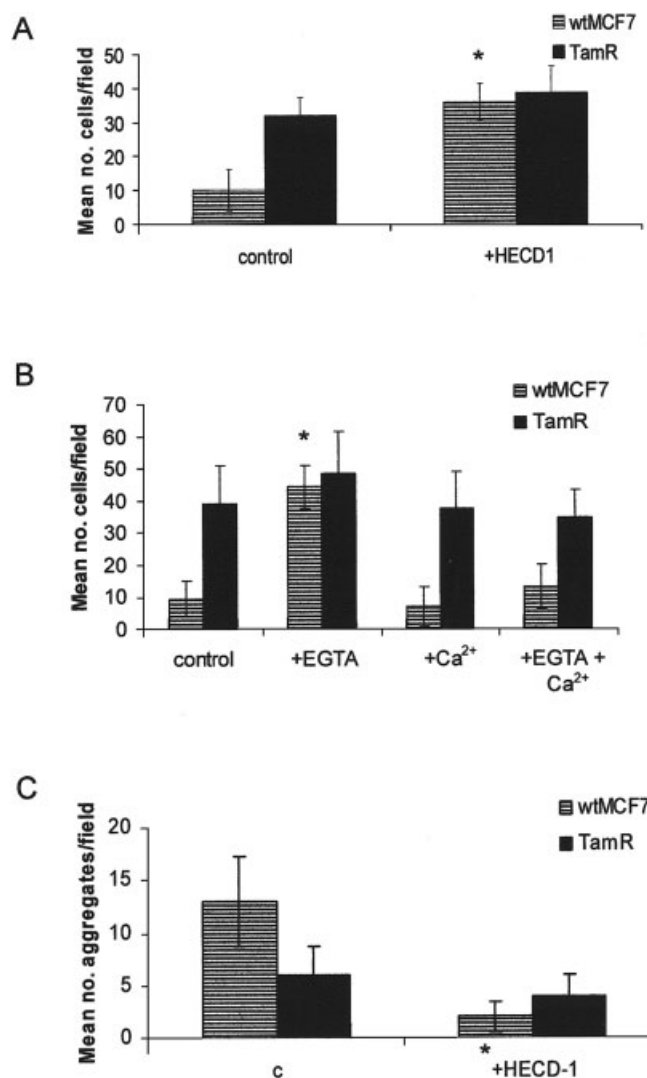 A
wtMCF7
TamR
Mean no. cells/field
50
40
30
20
10
0
*
control
+HECD1
B
wtMCF7
TamR
Mean no. cells/field
70
60
50
40
30
20
10
0
*
control
+EGTA
+Ca²⁺
+EGTA +
Ca²⁺
C
wtMCF7
TamR
Mean no. aggregates/field
20
15
10
5
0
*
c
+HECD-1